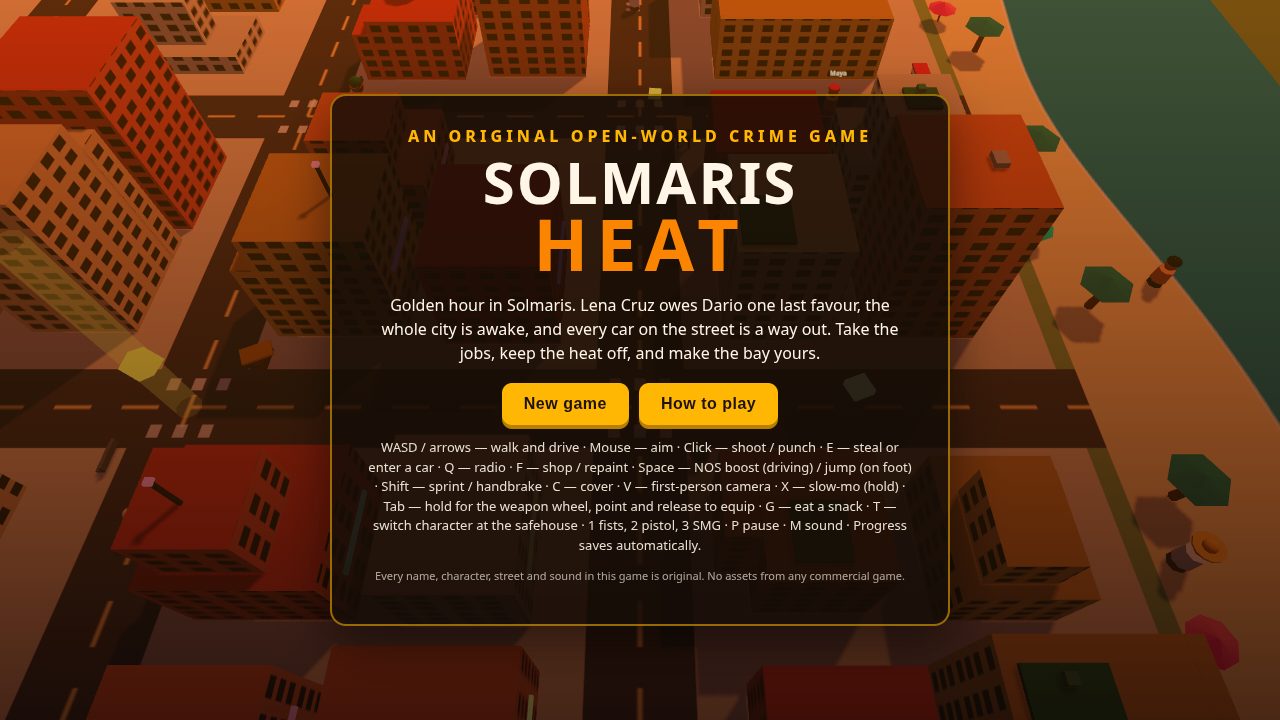 Maya
AN ORIGINAL OPEN-WORLD CRIME GAME
SOLMARIS
HEAT
Golden hour in Solmaris. Lena Cruz owes Dario one last favour, the
whole city is awake, and every car on the street is a way out. Take the
jobs, keep the heat off, and make the bay yours.
New game
How to play
WASD / arrows — walk and drive · Mouse — aim · Click — shoot / punch · E — steal or
enter a car · Q — radio · F — shop / repaint · Space — NOS boost (driving) / jump (on foot)
· Shift — sprint / handbrake · C — cover · V — first-person camera · X — slow-mo (hold) ·
Tab — hold for the weapon wheel, point and release to equip · G — eat a snack · T —
switch character at the safehouse · 1 fists, 2 pistol, 3 SMG · P pause · M sound · Progress
saves automatically.
Every name, character, street and sound in this game is original. No assets from any commercial game.